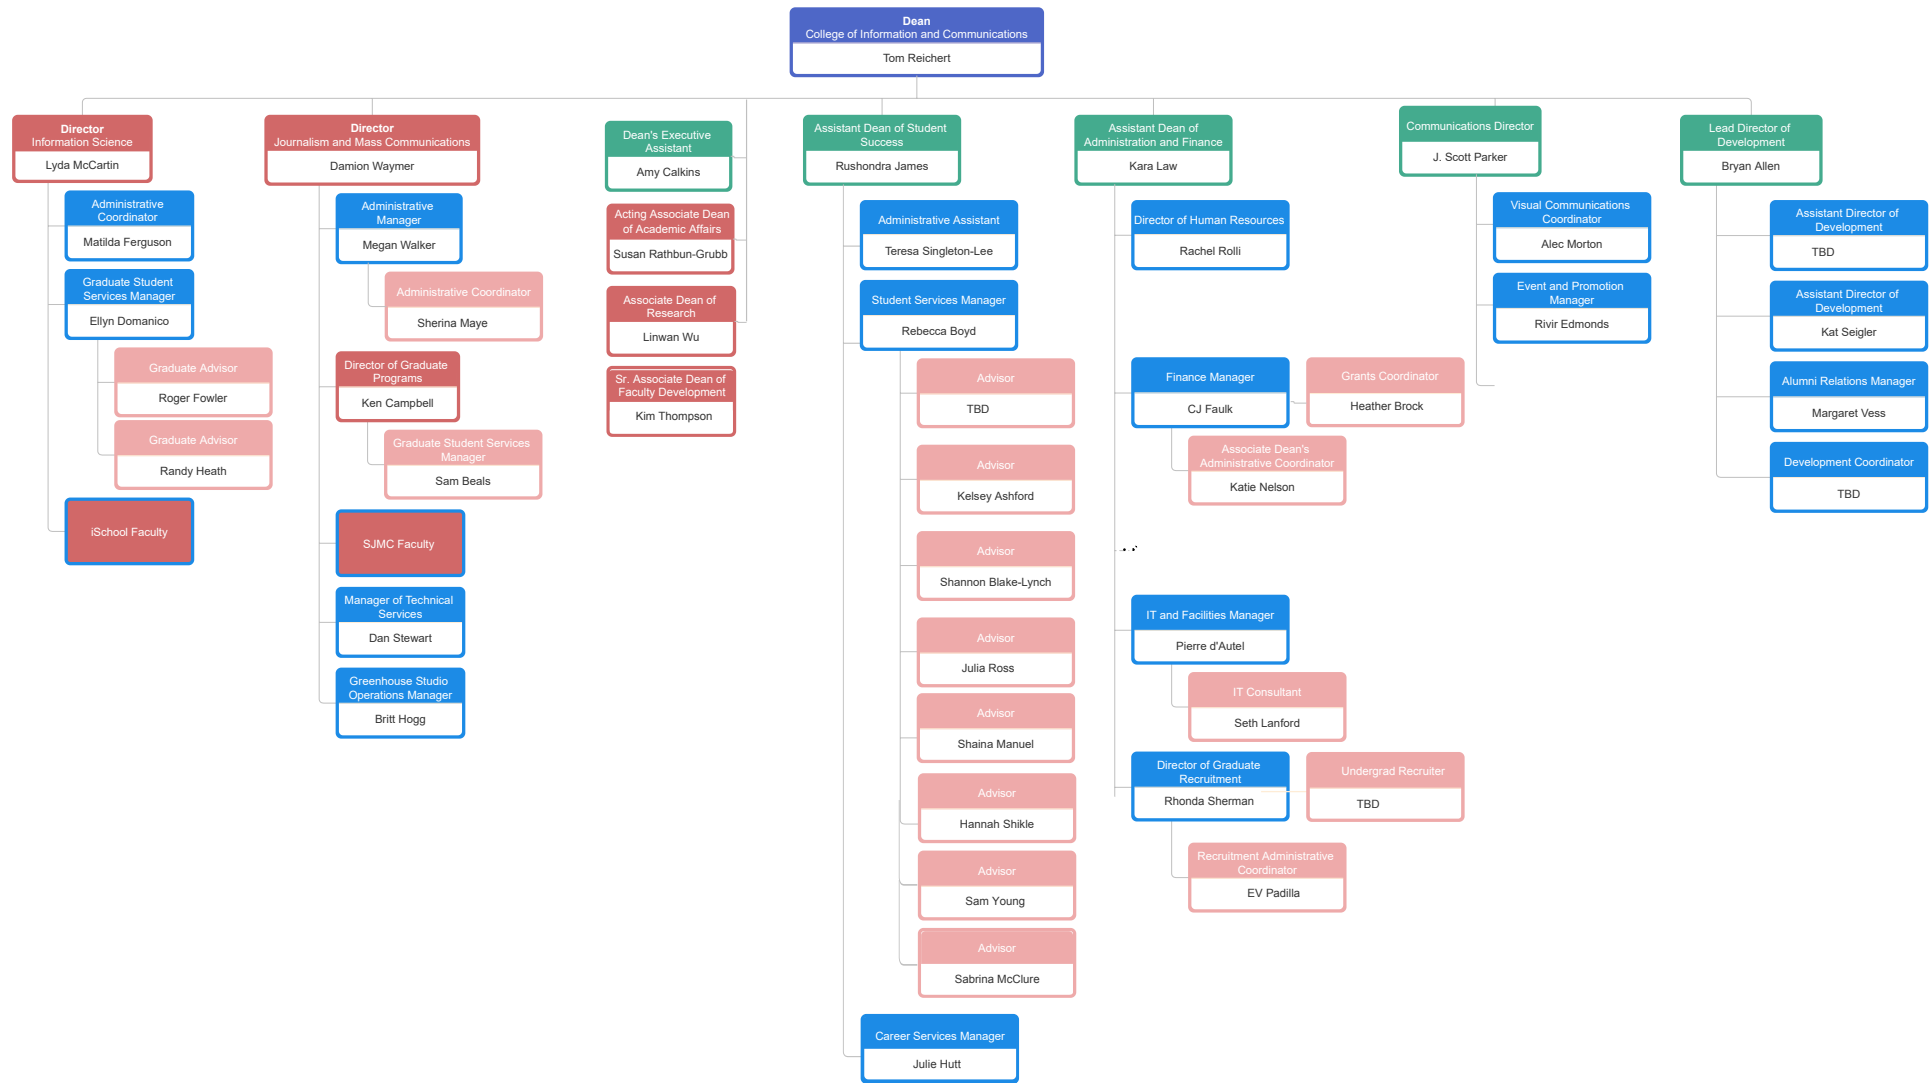 Dean
College of Information and Communications
Tom Reichert
Director
Information Science
Lyda McCartin
Administrative
Coordinator
Matilda Ferguson
Graduate Student
Services Manager
Ellyn Domanico
Graduate Advisor
Roger Fowler
Graduate Advisor
Randy Heath
iSchool Faculty
Director
Journalism and Mass Communications
Damion Waymer
Administrative
Manager
Megan Walker
Administrative Coordinator
Sherina Maye
Director of Graduate
Programs
Ken Campbell
Graduate Student Services
Manager
Sam Beals
SJMC Faculty
Manager of Technical
Services
Dan Stewart
Greenhouse Studio
Operations Manager
Britt Hogg
Dean's Executive
Assistant
Amy Calkins
Acting Associate Dean
of Academic Affairs
Susan Rathbun-Grubb
Associate Dean of
Research
Linwan Wu
Sr. Associate Dean of
Faculty Development
Kim Thompson
Assistant Dean of Student
Success
Rushondra James
Administrative Assistant
Teresa Singleton-Lee
Student Services Manager
Rebecca Boyd
Advisor
TBD
Advisor
Kelsey Ashford
Advisor
Shannon Blake-Lynch
Advisor
Julia Ross
Advisor
Shaina Manuel
Advisor
Hannah Shikle
Advisor
Sam Young
Advisor
Sabrina McClure
Career Services Manager
Julie Hutt
Assistant Dean of
Administration and Finance
Kara Law
Director of Human Resources
Rachel Rolli
Finance Manager
CJ Faulk
Grants Coordinator
Heather Brock
Associate Dean's
Administrative Coordinator
Katie Nelson
IT and Facilities Manager
Pierre d'Autel
IT Consultant
Seth Lanford
Director of Graduate
Recruitment
Rhonda Sherman
Undergrad Recruiter
TBD
Recruitment Administrative
Coordinator
EV Padilla
Communications Director
J. Scott Parker
Visual Communications
Coordinator
Alec Morton
Event and Promotion
Manager
Rivir Edmonds
Lead Director of
Development
Bryan Allen
Assistant Director of
Development
TBD
Assistant Director of
Development
Kat Seigler
Alumni Relations Manager
Margaret Vess
Development Coordinator
TBD